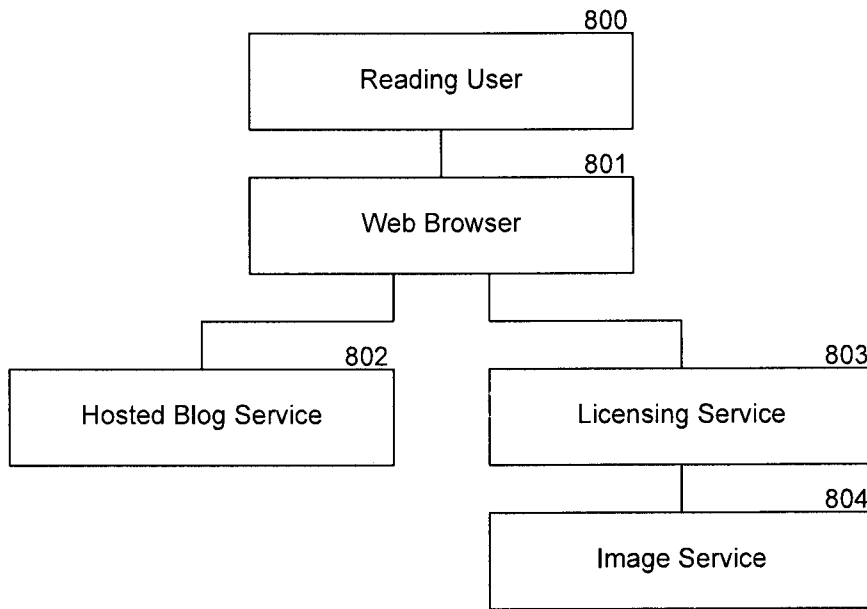 800
Reading User
801
Web Browser
802
Hosted Blog Service
803
Licensing Service
804
Image Service